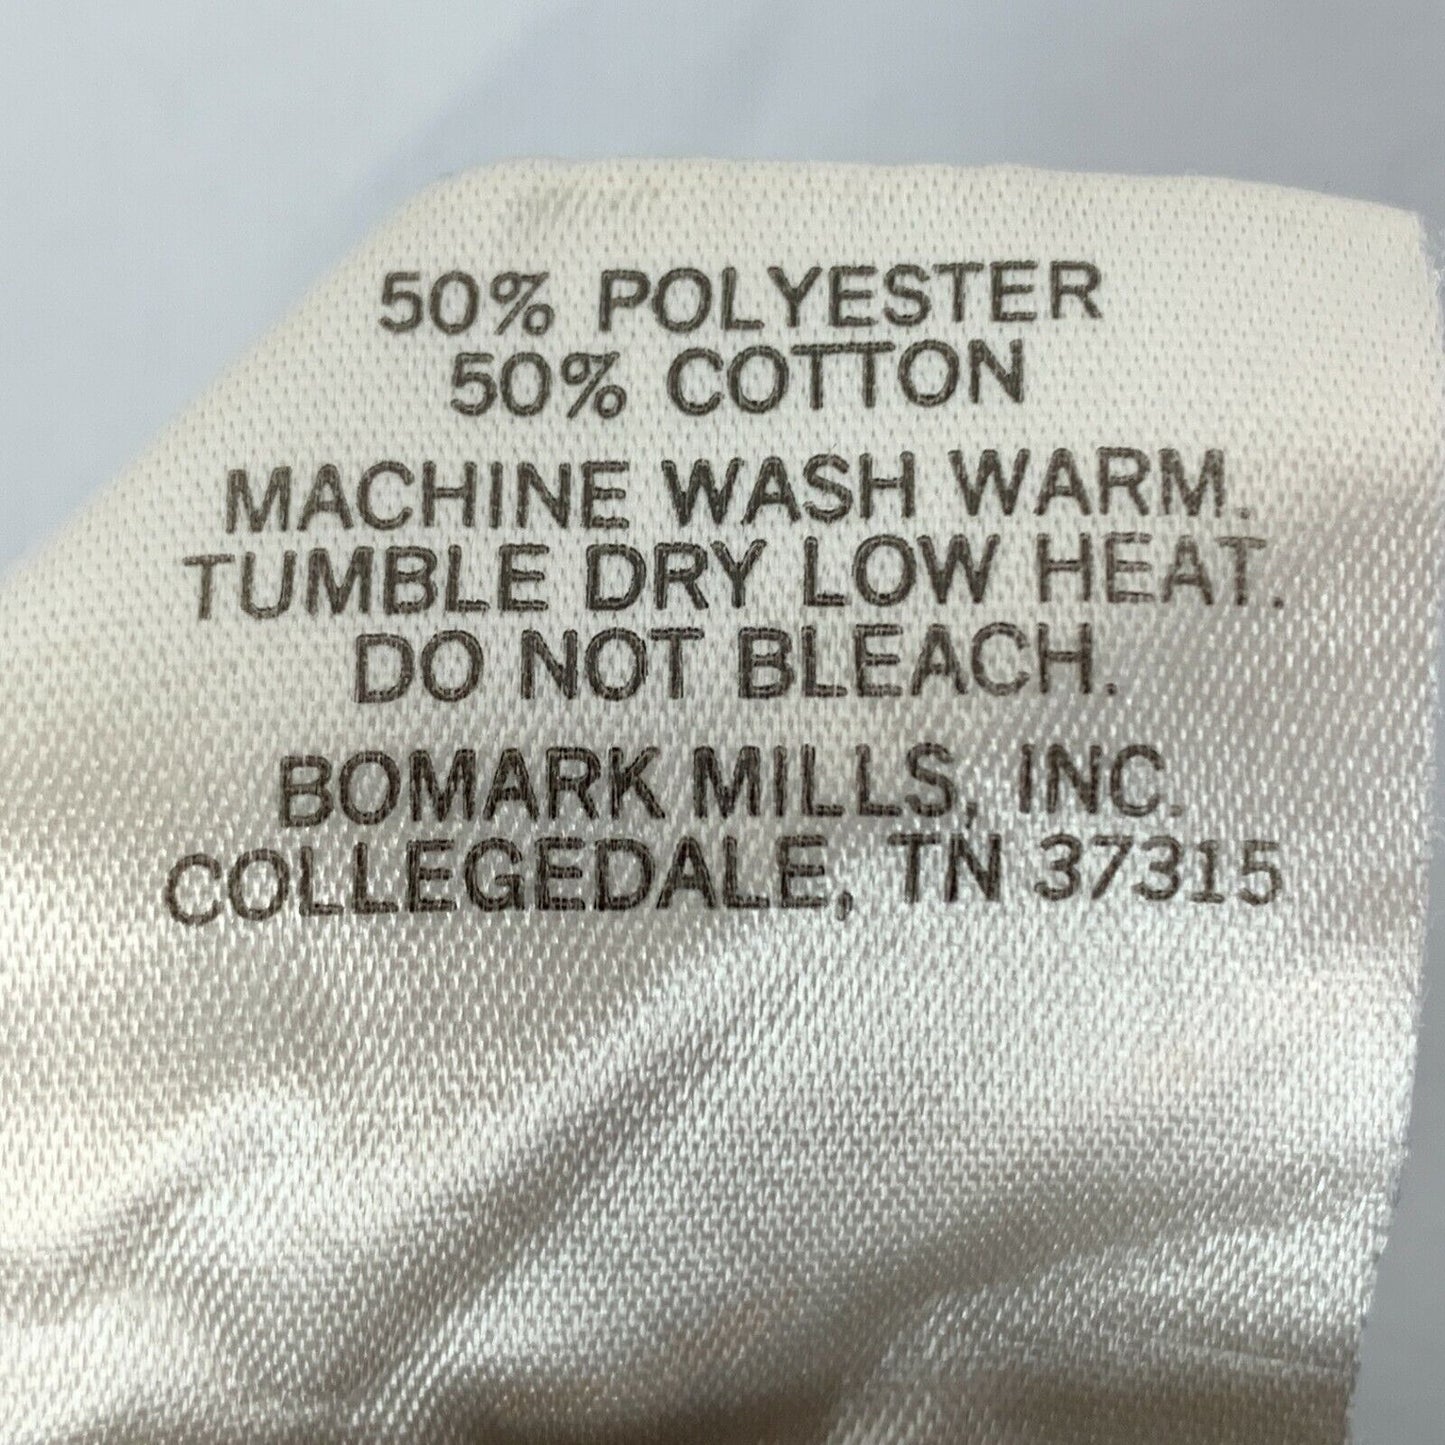 50% POLYESTER
50% COTTON
MACHINE WASH WARM.
TUMBLE DRY LOW HEAT.
DO NOT BLEACH.
BOMARK MILLS, INC.
COLLEGEDALE, TN 37315